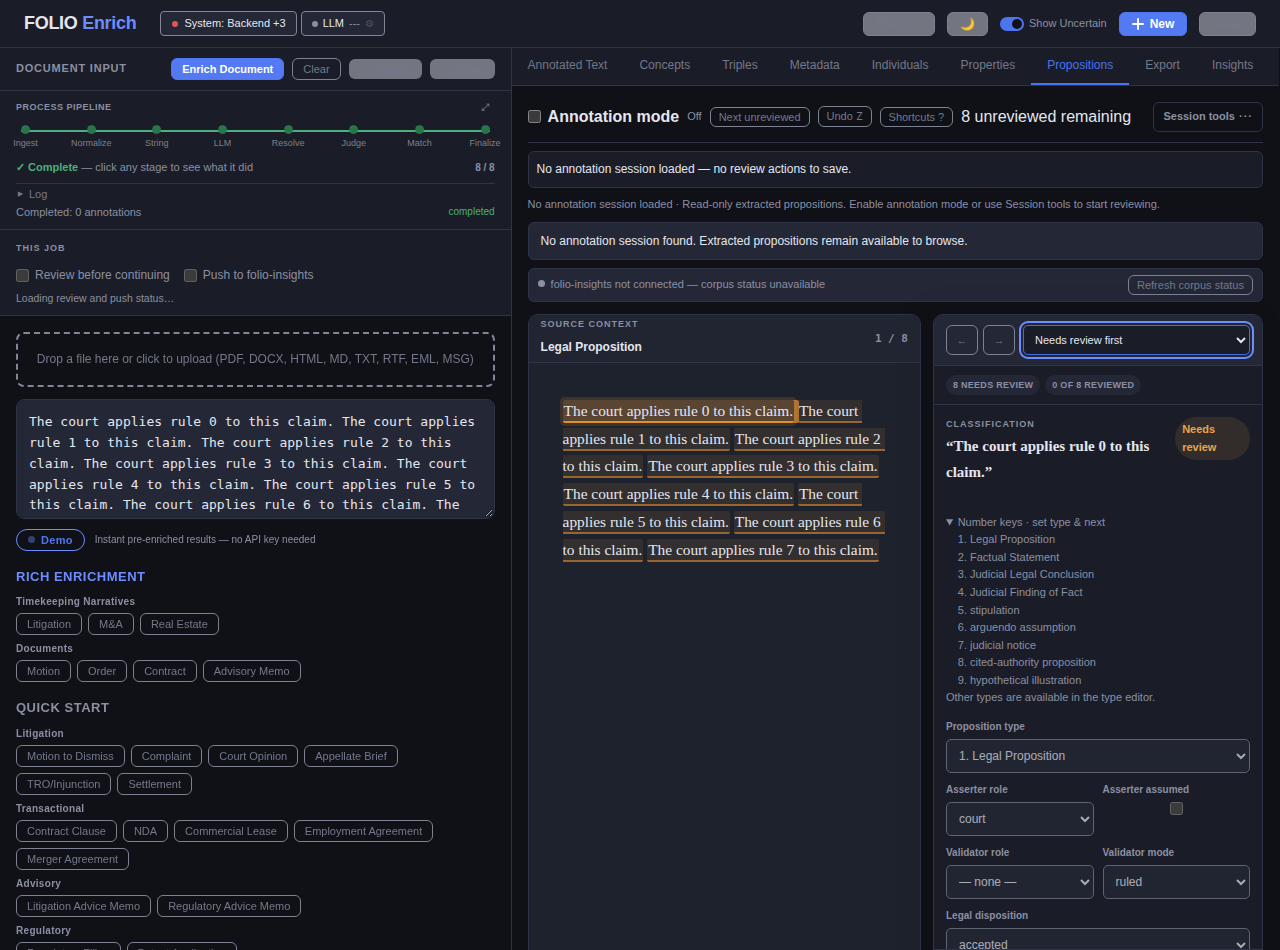 FOLIO Enrich
System: Backend +3
LLM ---
Show Uncertain
New
DOCUMENT INPUT
Enrich Document
Clear
Annotated Text
Concepts
Triples
Metadata
Individuals
Properties
Propositions
Export
Insights
PROCESS PIPELINE
Ingest
Normalize
String
LLM
Resolve
Judge
Match
Finalize
✓ Complete — click any stage to see what it did
8 / 8
Log
Completed: 0 annotations
completed
THIS JOB
Review before continuing
Push to folio-insights
Loading review and push status…
Drop a file here or click to upload (PDF, DOCX, HTML, MD, TXT, RTF, EML, MSG)
The court applies rule 0 to this claim. The court applies
rule 1 to this claim. The court applies rule 2 to this
claim. The court applies rule 3 to this claim. The court
applies rule 4 to this claim. The court applies rule 5 to
this claim. The court applies rule 6 to this claim. The
Demo
Instant pre-enriched results — no API key needed
RICH ENRICHMENT
Timekeeping Narratives
Litigation
M&A
Real Estate
Documents
Motion
Order
Contract
Advisory Memo
QUICK START
Litigation
Motion to Dismiss
Complaint
Court Opinion
Appellate Brief
TRO/Injunction
Settlement
Transactional
Contract Clause
NDA
Commercial Lease
Employment Agreement
Merger Agreement
Advisory
Litigation Advice Memo
Regulatory Advice Memo
Regulatory
Annotation mode
Off
Next unreviewed
Undo Z
Shortcuts ?
8 unreviewed remaining
Session tools ···
No annotation session loaded — no review actions to save.
No annotation session loaded · Read-only extracted propositions. Enable annotation mode or use Session tools to start reviewing.
No annotation session found. Extracted propositions remain available to browse.
folio-insights not connected — corpus status unavailable
Refresh corpus status
SOURCE CONTEXT
Legal Proposition
1 / 8
The court applies rule 0 to this claim. The court
applies rule 1 to this claim. The court applies rule 2
to this claim. The court applies rule 3 to this claim.
The court applies rule 4 to this claim. The court
applies rule 5 to this claim. The court applies rule 6
to this claim. The court applies rule 7 to this claim.
←
→
Needs review first
8 NEEDS REVIEW
0 OF 8 REVIEWED
CLASSIFICATION
“The court applies rule 0 to this
claim.”
Needs
review
Number keys · set type & next
1. Legal Proposition
2. Factual Statement
3. Judicial Legal Conclusion
4. Judicial Finding of Fact
5. stipulation
6. arguendo assumption
7. judicial notice
8. cited-authority proposition
9. hypothetical illustration
Other types are available in the type editor.
Proposition type
1. Legal Proposition
Asserter role
Asserter assumed
court
Validator role
Validator mode
— none —
ruled
Legal disposition
accepted